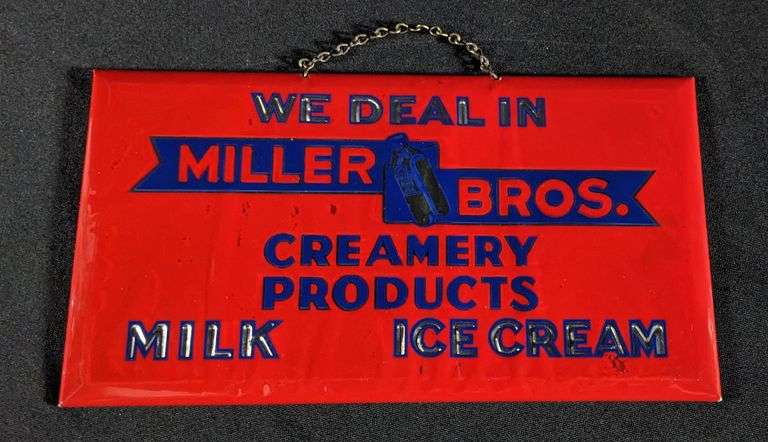 WE DEAL IN
MILLER BROS.
CREAMERY
PRODUCTS
MILK ICE CREAM